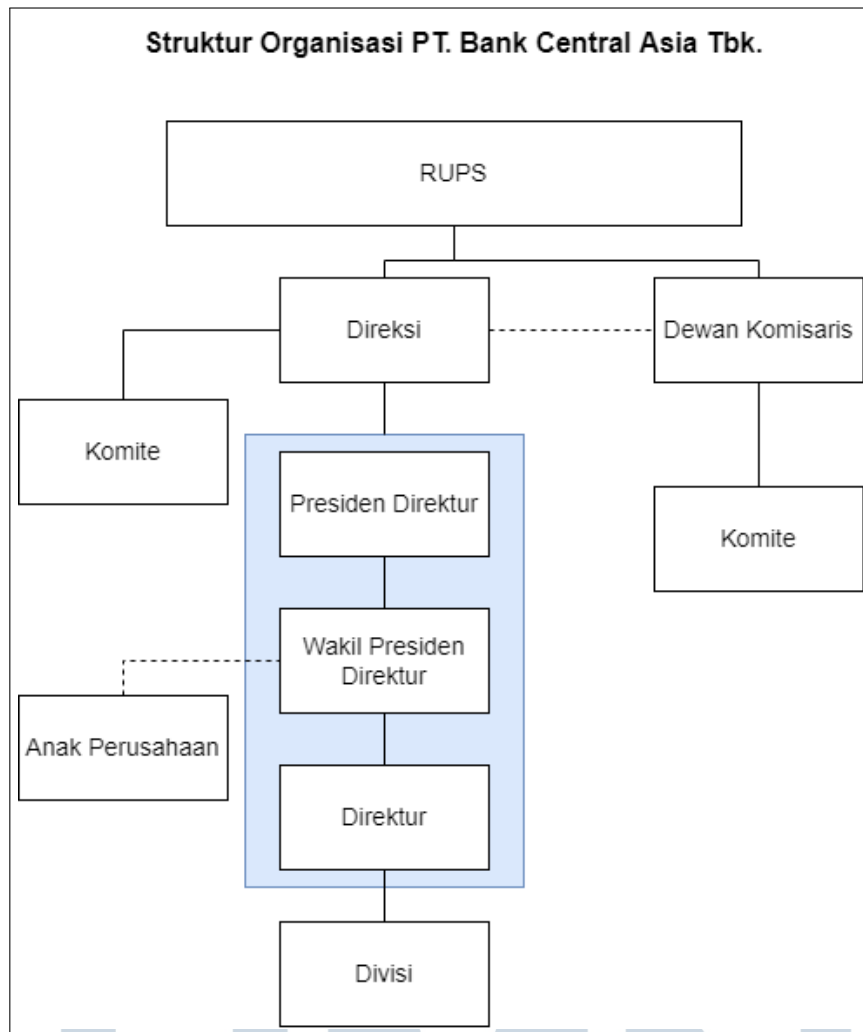 Struktur Organisasi PT. Bank Central Asia Tbk.
RUPS
Direksi
Dewan Komisaris
Komite
Presiden Direktur
Komite
Wakil Presiden
Direktur
Anak Perusahaan
Direktur
Divisi